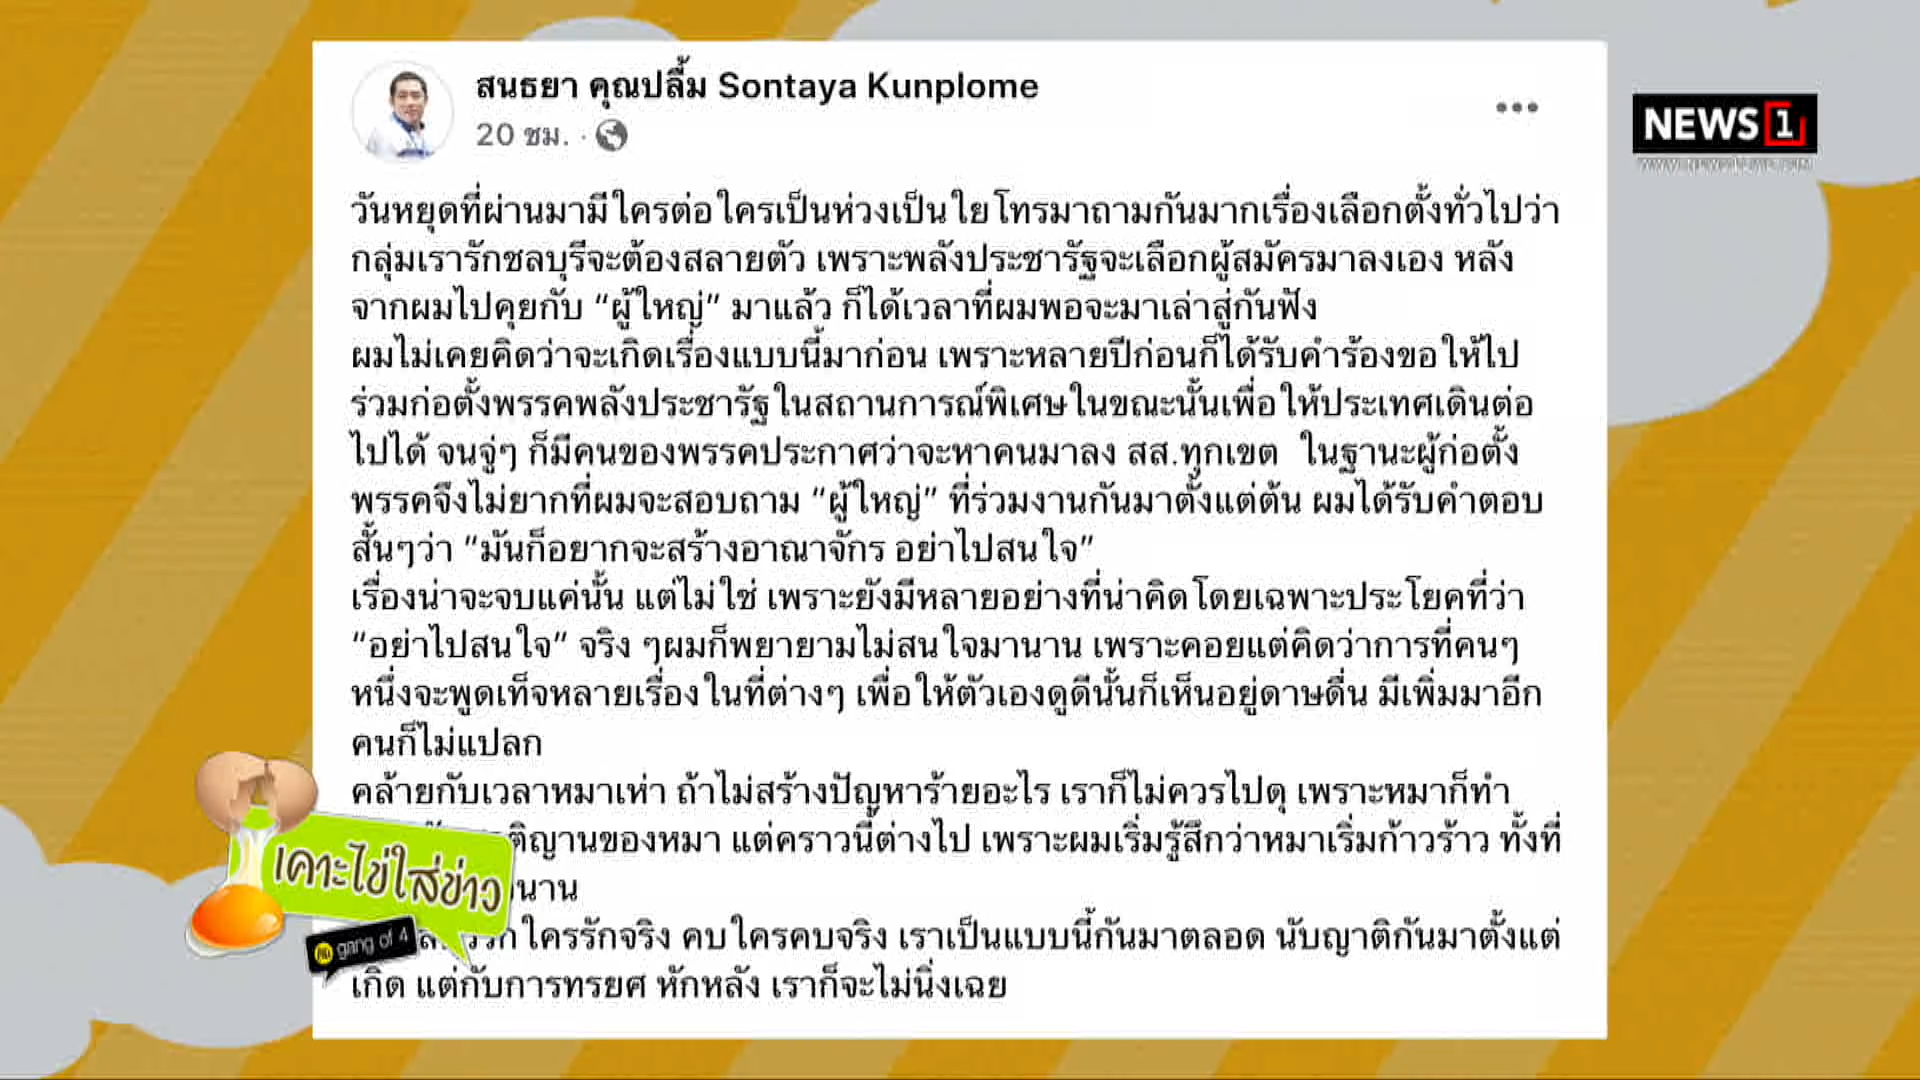 สนธยา คุณปลื้ม Sontaya Kunplome
20 ชม. ·
NEWS 1
วันหยุดที่ผ่านมามีใครต่อใครเป็นห่วงเป็นใยโทรมาถามกันมากเรื่องเลือกตั้งทั่วไปว่า
กลุ่มเรารักชลบุรีจะต้องสลายตัว เพราะพลังประชารัฐจะเลือกผู้สมัครมาลงเอง หลัง
จากผมไปคุยกับ “ผู้ใหญ่” มาแล้ว ก็ได้เวลาที่ผมพอจะมาเล่าสู่กันฟัง
ผมไม่เคยคิดว่าจะเกิดเรื่องแบบนี้มาก่อน เพราะหลายปีก่อนก็ได้รับคำร้องขอให้ไป
ร่วมก่อตั้งพรรคพลังประชารัฐในสถานการณ์พิเศษในขณะนั้นเพื่อให้ประเทศเดินต่อ
ไปได้ จนจู่ๆ ก็มีคนของพรรคประกาศว่าจะหาคนมาลง สส.ทุกเขต ในฐานะผู้ก่อตั้ง
พรรคจึงไม่ยากที่ผมจะสอบถาม “ผู้ใหญ่” ที่ร่วมงานกันมาตั้งแต่ต้น ผมได้รับคำตอบ
สั้นๆว่า “มันก็อยากจะสร้างอาณาจักร อย่าไปสนใจ”
เรื่องน่าจะจบแค่นั้น แต่ไม่ใช่ เพราะยังมีหลายอย่างที่น่าคิดโดยเฉพาะประโยคที่ว่า
“อย่าไปสนใจ” จริง ๆผมก็พยายามไม่สนใจมานาน เพราะคอยแต่คิดว่าการที่คนๆ
หนึ่งจะพูดเท็จหลายเรื่องในที่ต่างๆ เพื่อให้ตัวเองดูดีนั้นก็เห็นอยู่ดาษดื่น มีเพิ่มมาอีก
คนก็ไม่แปลก
คล้ายกับเวลาหมาเห่า ถ้าไม่สร้างปัญหาร้ายอะไร เราก็ไม่ควรไปดุ เพราะหมาก็ทำ
ติญานของหมา แต่คราวนี้ต่างไป เพราะผมเริ่มรู้สึกว่าหมาเริ่มก้าวร้าว ทั้งที่
นาน
ใครรักจริง คบใครคบจริง เราเป็นแบบนี้กันมาตลอด นับญาติกันมาตั้งแต่
เกิด แต่กับการทรยศ หักหลัง เราก็จะไม่นิ่งเฉย
เคาะไข่ใส่ข่าว
gang of 4